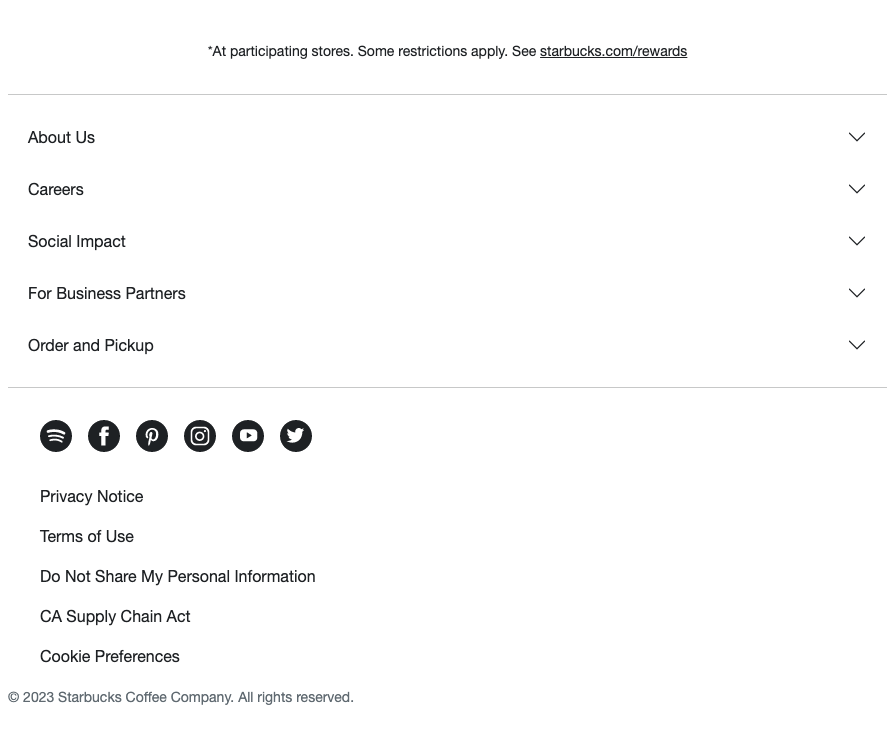 *At participating stores. Some restrictions apply. See starbucks.com/rewards
About Us
Careers
Social Impact
For Business Partners
Order and Pickup
Privacy Notice
Terms of Use
Do Not Share My Personal Information
CA Supply Chain Act
Cookie Preferences
© 2023 Starbucks Coffee Company. All rights reserved.